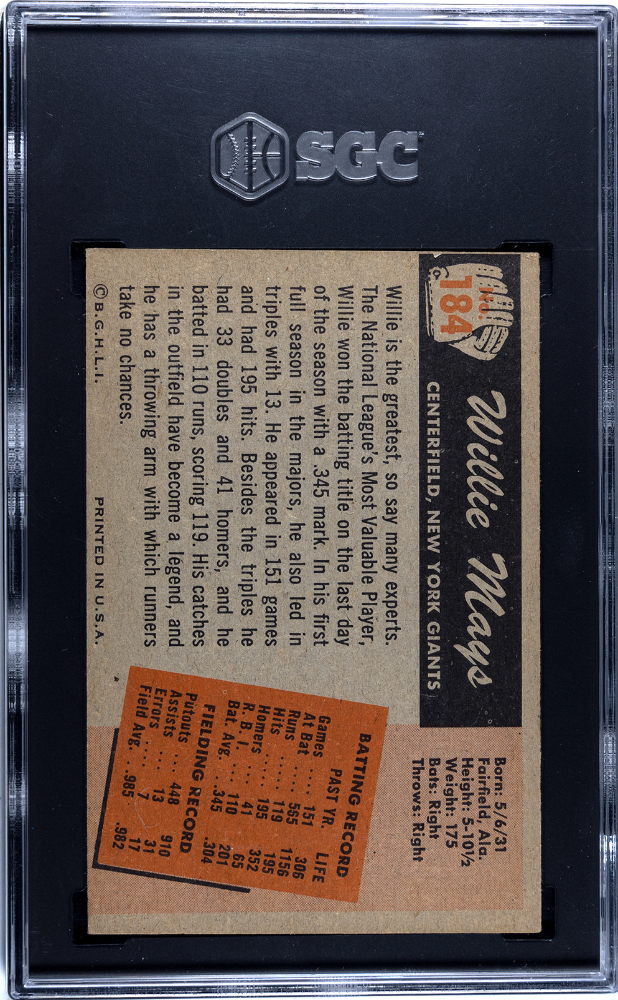 SGC
No.
184
Willie Mays
CENTERFIELD, NEW YORK GIANTS
Born: 5/6/31
Fairfield, Ala.
Height: 5-10½
Weight: 175
Bats: Right
Throws: Right
Willie is the greatest, so say many experts.
The National League's Most Valuable Player,
Willie won the batting title on the last day
of the season with a .345 mark. In his first
full season in the majors, he also led in
triples with 13. He appeared in 151 games
and had 195 hits. Besides the triples he
had 33 doubles and 41 homers, and he
batted in 110 runs, scoring 119. His catches
in the outfield have become a legend, and
he has a throwing arm with which runners
take no chances.
BATTING RECORD
PAST YR. LIFE
Games ..... 151 306
At Bat ..... 565 1156
Runs ..... 119 195
Hits ..... 195 352
Homers .... 41 65
R. B. I. .... 110 201
Bat. Avg. ... .345 .304
FIELDING RECORD
Putouts .... 448 910
Assists .... 13 31
Errors ..... 7 17
Field Avg. .. .985 .982
© B.G.H.L.I.
PRINTED IN U.S.A.